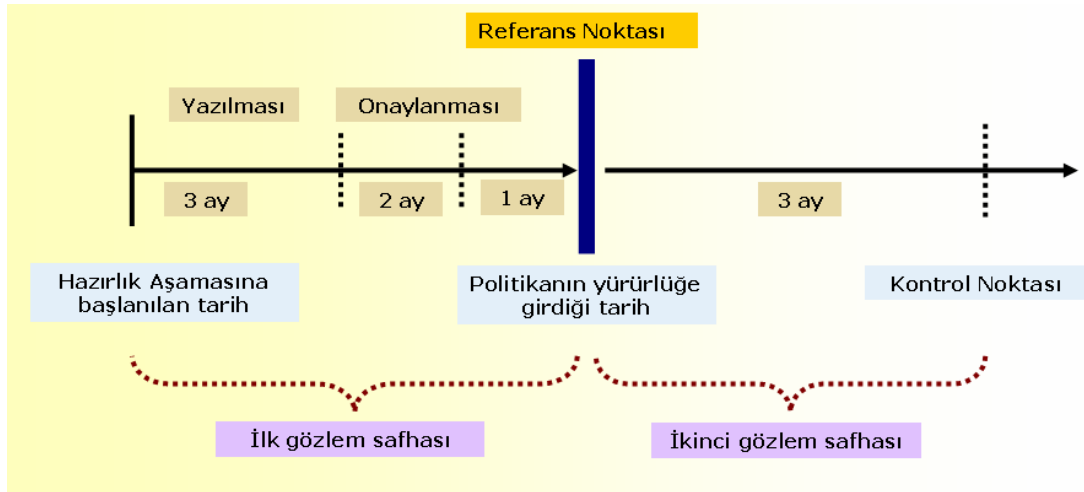 Referans Noktası
Yazılması
Onaylanması
3 ay
2 ay
1 ay
3 ay
Hazırlık Aşamasına
başlanılan tarih
Politikanın yürürlüğe
girdiği tarih
Kontrol Noktası
İlk gözlem safhası
İkinci gözlem safhası